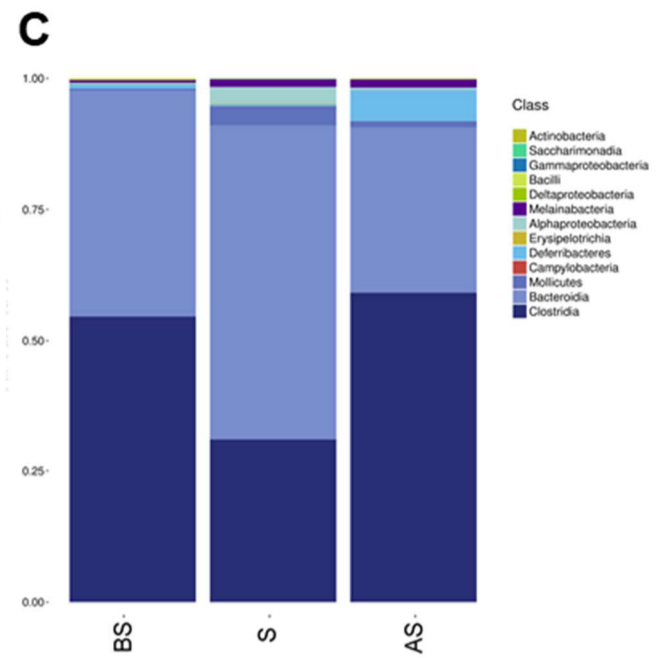 C
1.00
0.75
0.50
0.25
0.00
BS
S
AS
Class
Actinobacteria
Saccharimonadia
Gammaproteobacteria
Bacilli
Deltaproteobacteria
Melainabacteria
Alphaproteobacteria
Erysipelotrichia
Deferribacteres
Campylobacteria
Mollicutes
Bacteroidia
Clostridia